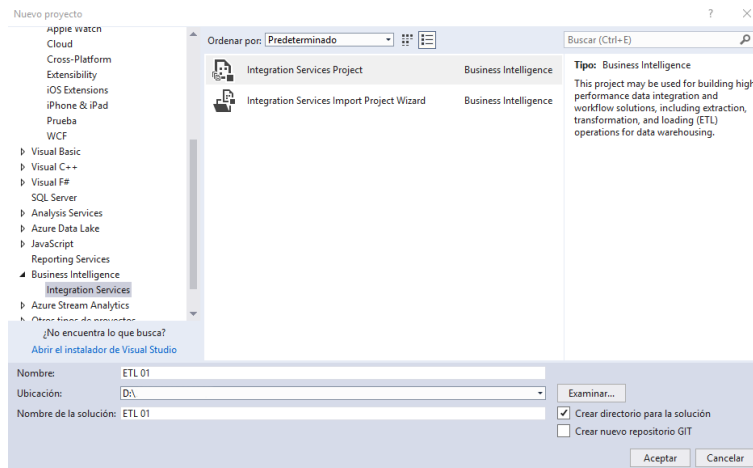 Nuevo proyecto
?
Apple Watch
Cloud
Cross-Platform
Extensibility
iOS Extensions
iPhone & iPad
Prueba
WCF
Visual Basic
Visual C++
Visual F#
SQL Server
Analysis Services
Azure Data Lake
JavaScript
Reporting Services
Business Intelligence
Integration Services
Azure Stream Analytics
Otros tipos de proyectos
¿No encuentra lo que busca?
Abrir el instalador de Visual Studio
Ordenar por: Predeterminado
Integration Services Project Business Intelligence
Integration Services Import Project Wizard Business Intelligence
Buscar (Ctrl+E)
Tipo: Business Intelligence
This project may be used for building high
performance data integration and
workflow solutions, including extraction,
transformation, and loading (ETL)
operations for data warehousing.
Nombre: ETL 01
Ubicación: D:\ Examinar...
Nombre de la solución: ETL 01
Crear directorio para la solución
Crear nuevo repositorio GIT
Aceptar Cancelar